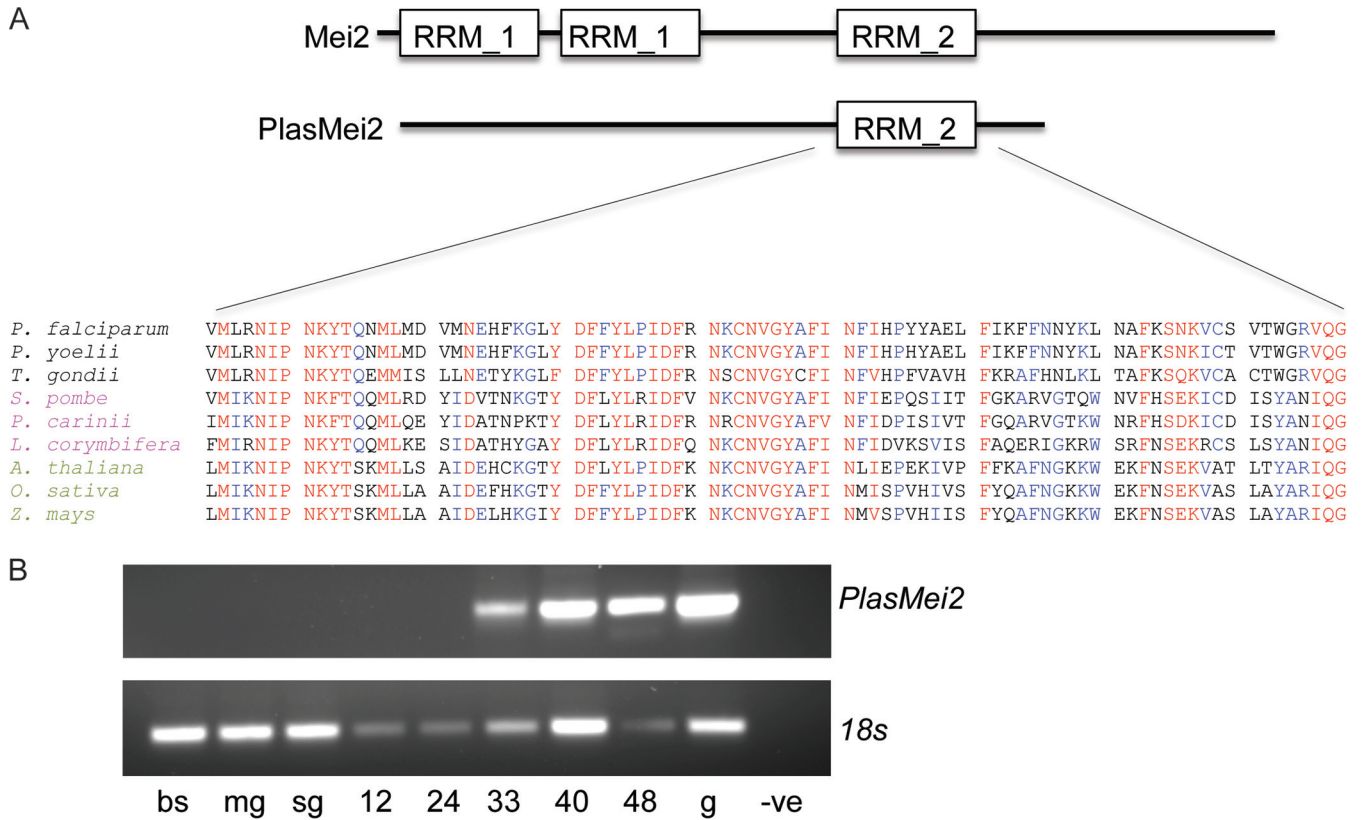 A
Mei2 RRM_1 RRM_1 RRM_2
PlasMei2 RRM_2
P. falciparum VMLRNIP NKYTQNMLMD VMNEHFKGLY DFFYLPIDFR NKCNVGYAFI NFIHPYYAEL FIKFFNNYKL NAFKSNKVCS VTWGRVQG
P. yoelii VMLRNIP NKYTQNMLMD VMNEHFKGLY DFFYLPIDFR NKCNVGYAFI NFIHPHYAEL FIKFFNNYKL NAFKSNKICT VTWGRVQG
T. gondii VMLRNIP NKYTQEMMIS LLNETYKGLF DFFYLPIDFR NSCNVGYCFI NFVHPFVAVH FKRAFHNLKL TAFKSQKVCA CTWGRVQG
S. pombe VMIKNIP NKFTQQMLRD YIDVTNKGTY DFLYLRIDFV NKCNVGYAFI NFIEPQSIIT FGKARVGTQW NVFHSEKICD ISYANIQG
P. carinii IMIKNIP NKFTQQMLQE YIDATNPKTY DFLYLRIDFV NRCNVGYAFV NFIDPISIVT FGQARVGTKW NRFHSDKICD ISYANIQG
L. corymbifera FMIRNIP NKYTQQMLKE SIDATHYGAY DFLYLRIDFQ NKCNVGYAFI NFIDVKSVIS FAQERIGKRW SRFNSEKRCS LSYANIQG
A. thaliana LMIKNIP NKYTSKMLLS AIDEHCKGTY DFLYLPIDFK NKCNVGYAFI NLIEPEKIVP FFKAFNGKKW EKFNSEKVAT LTYARIQG
O. sativa LMIKNIP NKYTSKMLLA AIDEFHKGTY DFFYLPIDFK NKCNVGYAFI NMISPVHIVS FYQAFNGKKW EKFNSEKVAS LAYARIQG
Z. mays LMIKNIP NKYTSKMLLA AIDELHKGIY DFFYLPIDFK NKCNVGYAFI NMVSPVHIIS FYQAFNGKKW EKFNSEKVAS LAYARIQG
B
PlasMei2
18s
bs mg sg 12 24 33 40 48 g -ve